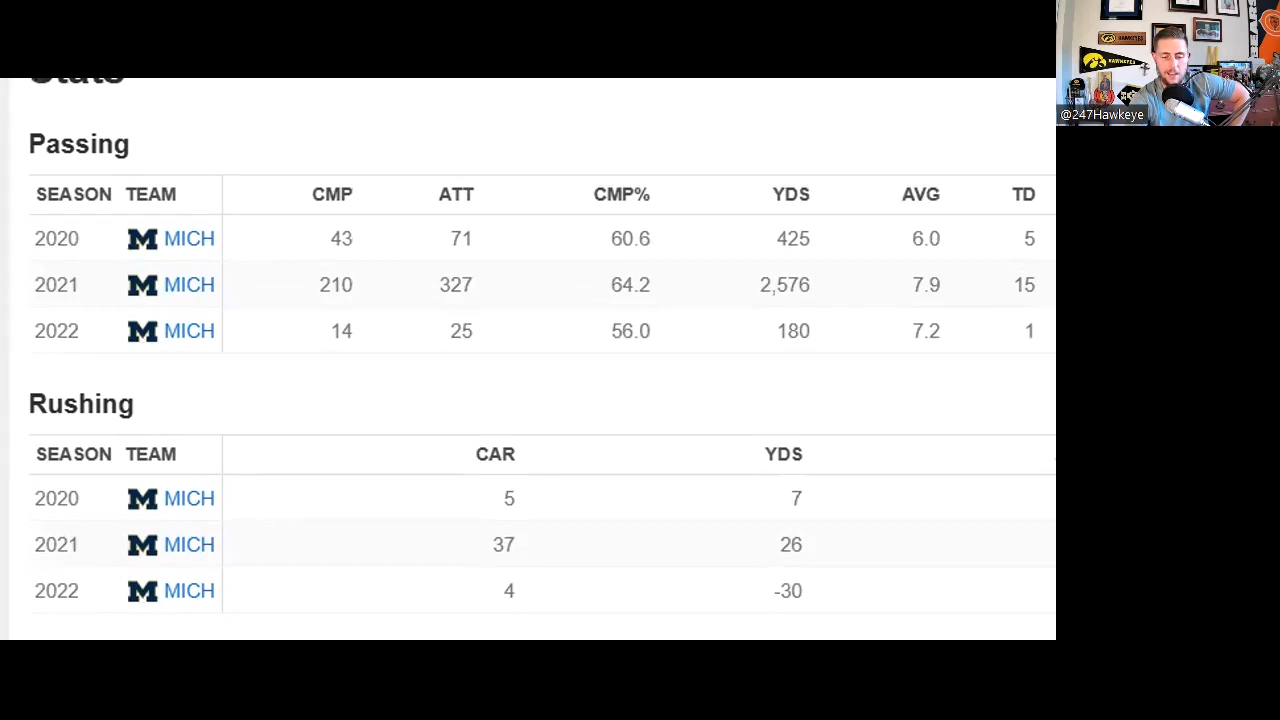 Stats
Passing
SEASON TEAM CMP ATT CMP% YDS AVG TD
2020 M MICH 43 71 60.6 425 6.0 5
2021 M MICH 210 327 64.2 2,576 7.9 15
2022 M MICH 14 25 56.0 180 7.2 1
Rushing
SEASON TEAM CAR YDS
2020 M MICH 5 7
2021 M MICH 37 26
2022 M MICH 4 -30
HAWKEYES
HAWKEYES
@247Hawkeye